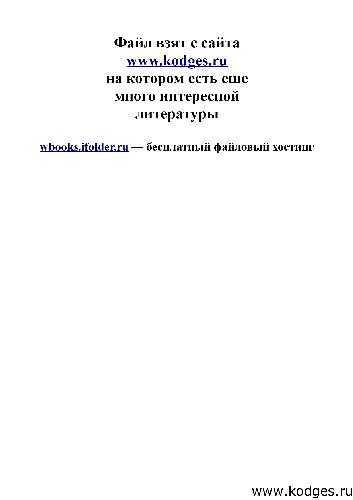 Файл взят с сайта
www.kodges.ru
на котором есть еше
много интересной
литературы
wbooks.ifolder.ru — бесплатный файловый хостинг
www.kodges.ru